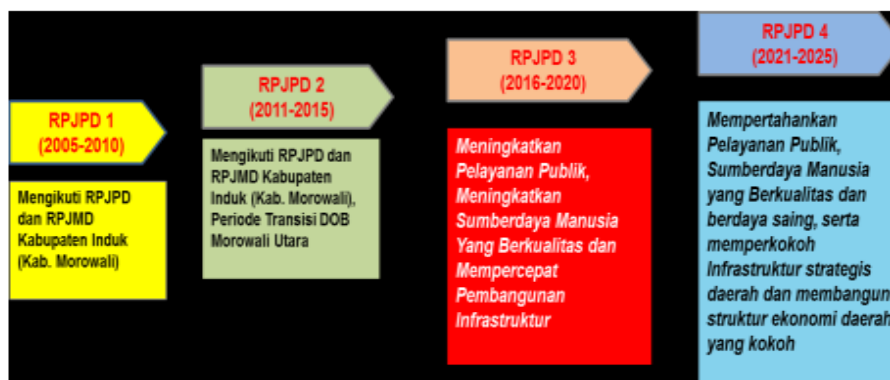 RPJPD 1
(2005-2010)
Mengikuti RPJPD
dan RPJMD
Kabupaten Induk
(Kab. Morowali)
RPJPD 2
(2011-2015)
Mengikuti RPJPD dan
RPJMD Kabupaten
Induk (Kab. Morowali),
Periode Transisi DOB
Morowali Utara
RPJPD 3
(2016-2020)
Meningkatkan
Pelayanan Publik,
Meningkatkan
Sumberdaya Manusia
Yang Berkualitas dan
Mempercepat
Pembangunan
Infrastruktur
RPJPD 4
(2021-2025)
Mempertahankan
Pelayanan Publik,
Sumberdaya Manusia
yang Berkualitas dan
berdaya saing, serta
memperkokoh
Infrastruktur strategis
daerah dan membangun
struktur ekonomi daerah
yang kokoh